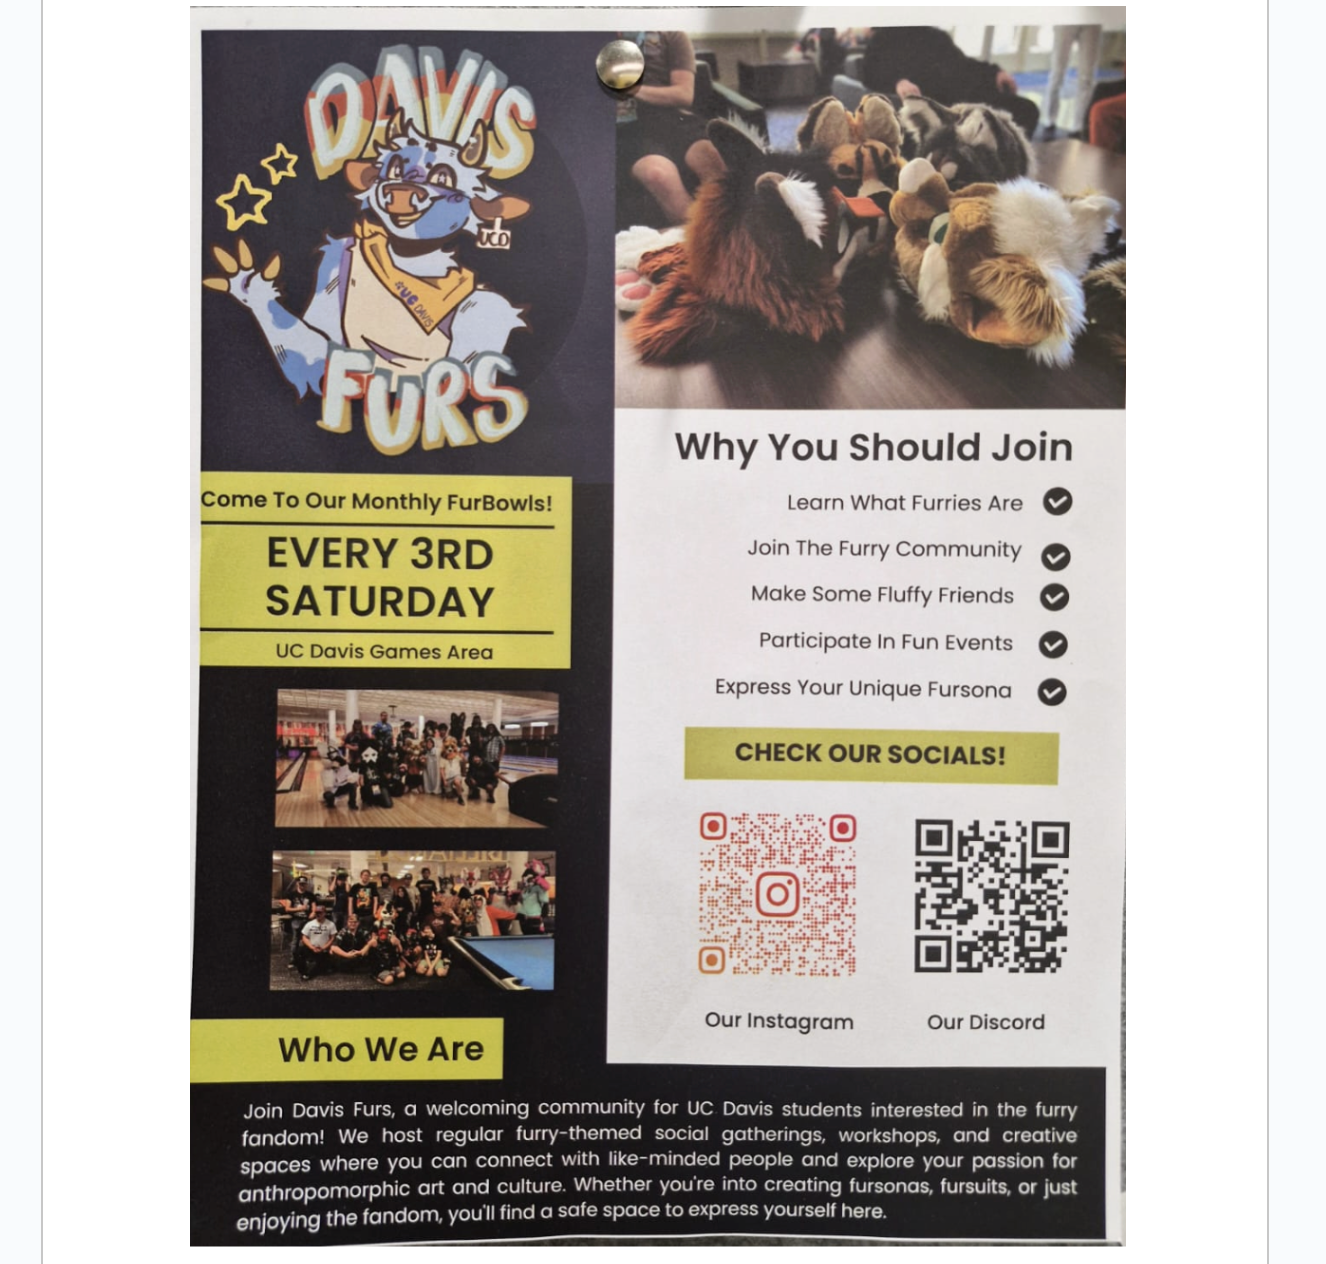 DAVIS
UCD
#UC DAVIS
FURS
Come To Our Monthly FurBowls!
EVERY 3RD
SATURDAY
UC Davis Games Area
Why You Should Join
Learn What Furries Are
Join The Furry Community
Make Some Fluffy Friends
Participate In Fun Events
Express Your Unique Fursona
CHECK OUR SOCIALS!
Our Instagram
Our Discord
Who We Are
Join Davis Furs, a welcoming community for UC Davis students interested in the furry
fandom! We host regular furry-themed social gatherings, workshops, and creative
spaces where you can connect with like-minded people and explore your passion for
anthropomorphic art and culture. Whether you're into creating fursonas, fursuits, or just
enjoying the fandom, you'll find a safe space to express yourself here.